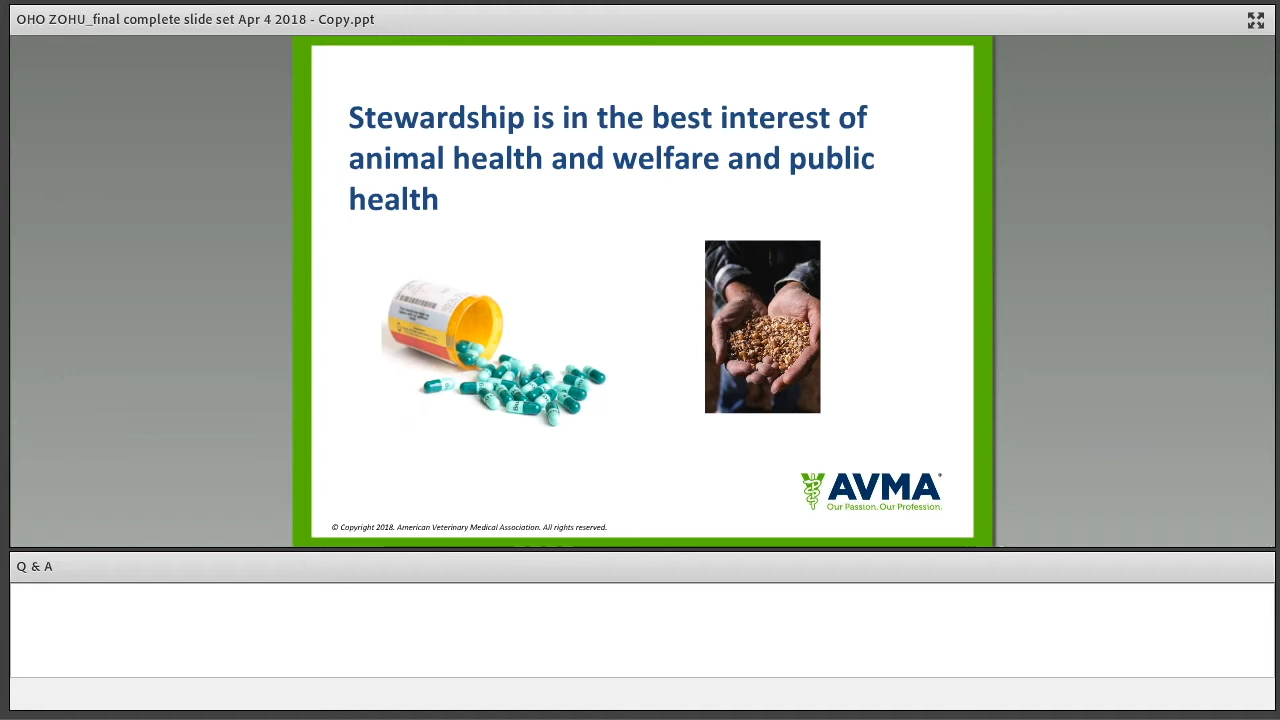 OHO ZOHU_final complete slide set Apr 4 2018 - Copy.ppt
Stewardship is in the best interest of
animal health and welfare and public
health
AVMA
Our Passion. Our Profession.
© Copyright 2018. American Veterinary Medical Association. All rights reserved.
Q & A